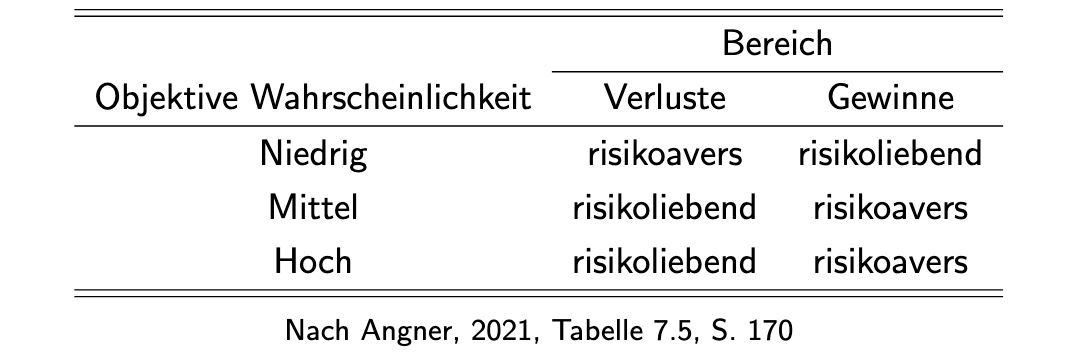 Bereich
Objektive Wahrscheinlichkeit Verluste Gewinne
Niedrig risikoavers risikoliebend
Mittel risikoliebend risikoavers
Hoch risikoliebend risikoavers
Nach Angner, 2021, Tabelle 7.5, S. 170